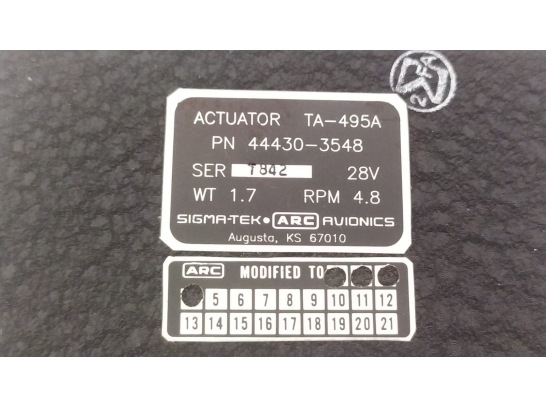 ACTUATOR TA-495A
PN 44430-3548
SER 7842 28V
WT 1.7 RPM 4.8
SIGMA-TEK • ARC AVIONICS
Augusta, KS 67010
ARC MODIFIED TO
5 6 7 8 9 10 11 12
13 14 15 16 17 18 19 20 21